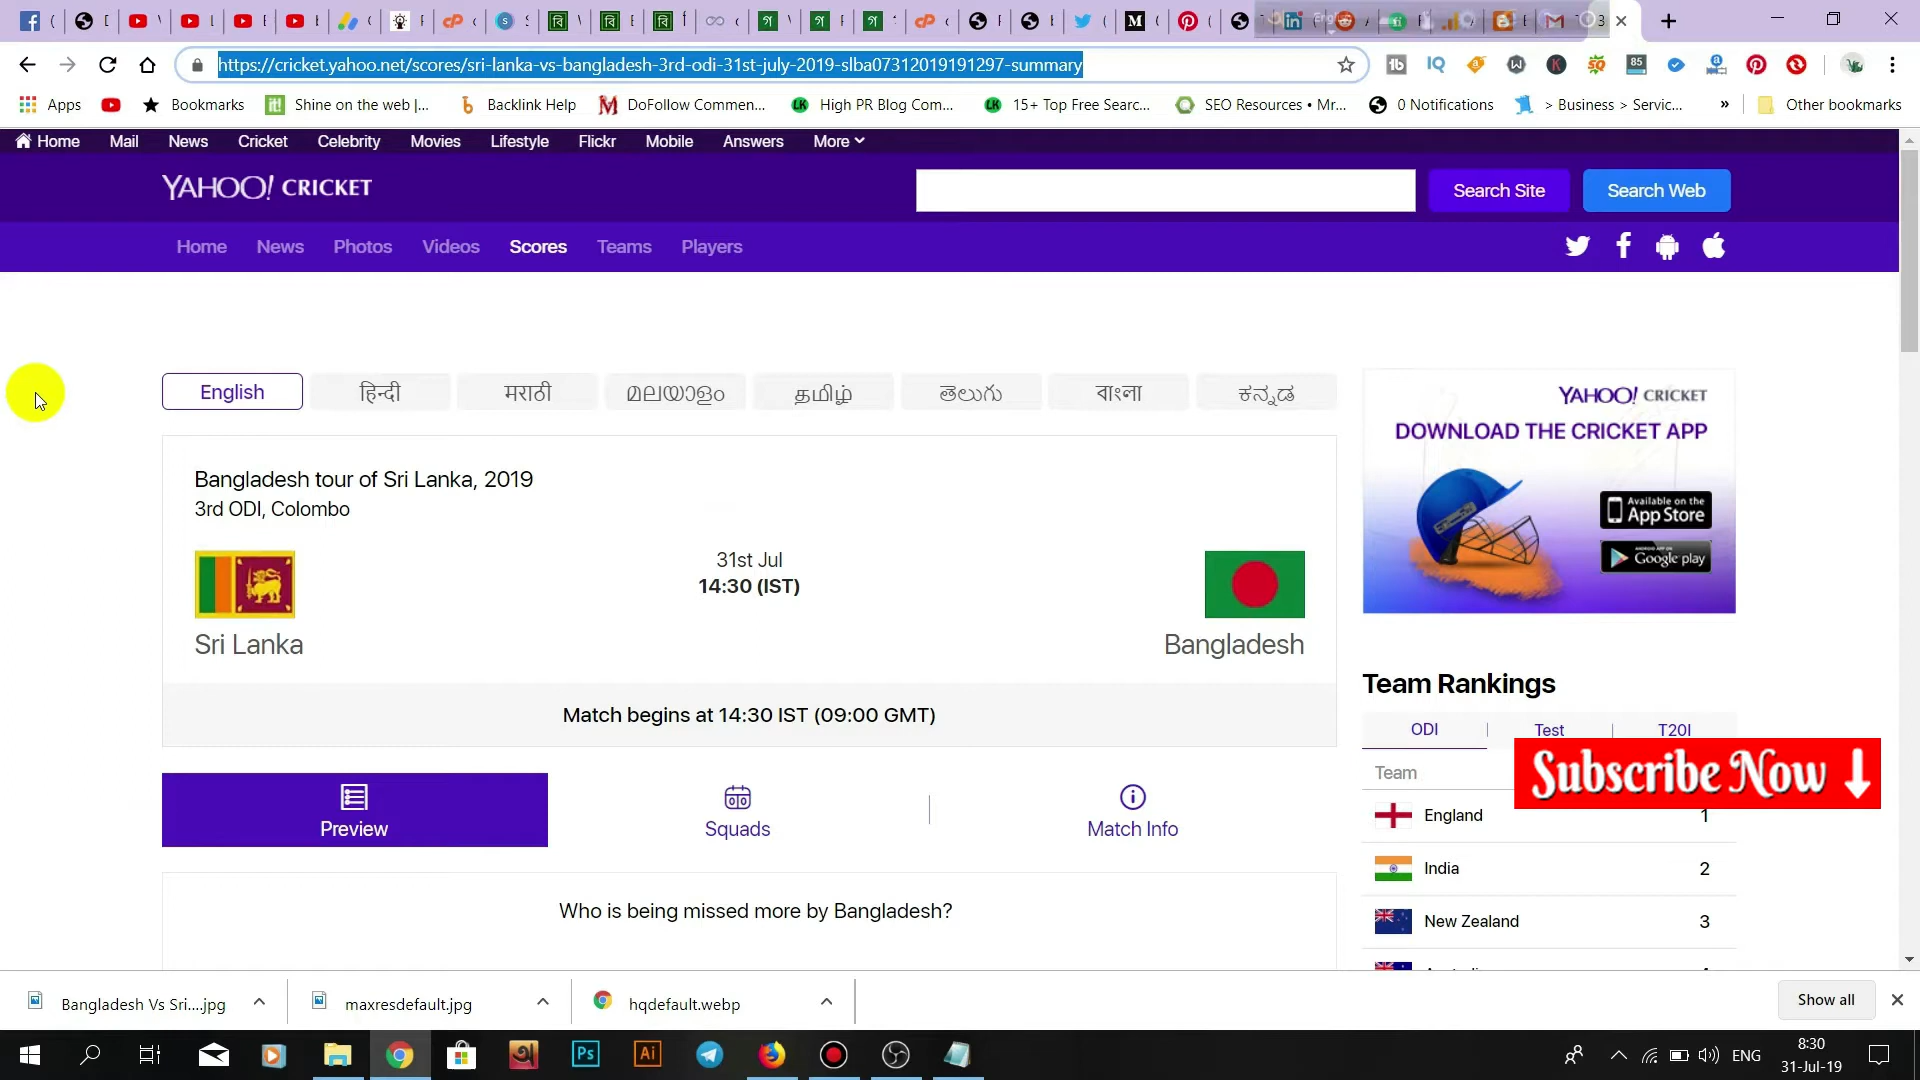 https://cricket.yahoo.net/scores/sri-lanka-vs-bangladesh-3rd-odi-31st-july-2019-slba07312019191297-summary
Apps
Bookmarks
Shine on the web |...
Backlink Help
DoFollow Commen...
High PR Blog Com...
15+ Top Free Searc...
SEO Resources • Mr...
0 Notifications
> Business > Servic...
»
Other bookmarks
Home Mail News Cricket Celebrity Movies Lifestyle Flickr Mobile Answers More
YAHOO! CRICKET
Search Site
Search Web
Home News Photos Videos Scores Teams Players
English
हिन्दी
मराठी
മലയാളം
தமிழ்
తెలుగు
বাংলা
ಕನ್ನಡ
YAHOO! CRICKET
DOWNLOAD THE CRICKET APP
Available on the
App Store
ANDROID APP ON
Google play
Bangladesh tour of Sri Lanka, 2019
3rd ODI, Colombo
31st Jul
14:30 (IST)
Sri Lanka
Bangladesh
Match begins at 14:30 IST (09:00 GMT)
Team Rankings
ODI | Test | T20I
Team
Subscribe Now
England 1
India 2
New Zealand 3
Preview
Squads
Match Info
Who is being missed more by Bangladesh?
Bangladesh Vs Sri....jpg
maxresdefault.jpg
hqdefault.webp
Show all
Ps
Ai
ENG
8:30
31-Jul-19